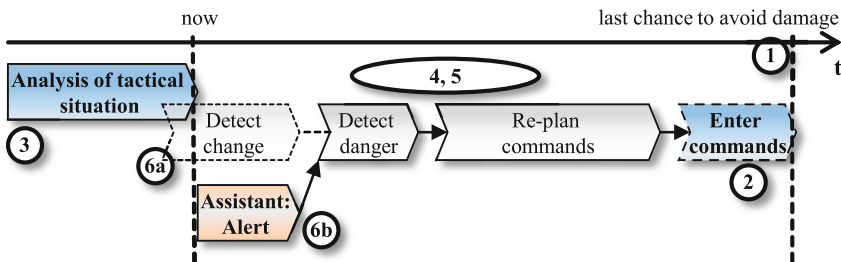 now
last chance to avoid damage
1
t
Analysis of tactical
situation
4, 5
3
Detect
change
Detect
danger
Re-plan
commands
Enter
commands
6a
2
Assistant:
Alert
6b